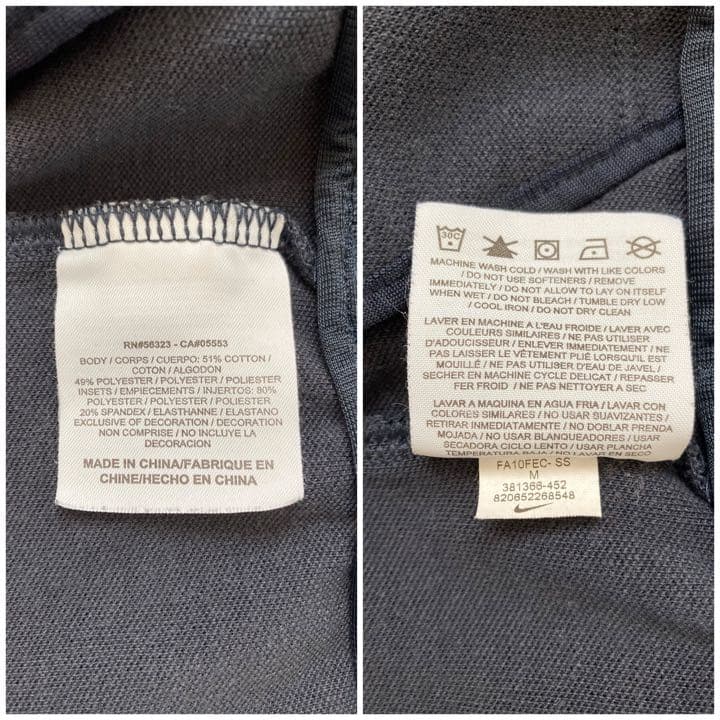 RN#56323 - CA#05553
BODY / CORPS / CUERPO: 51% COTTON /
COTON / ALGODON
49% POLYESTER / POLYESTER / POLIESTER
INSETS / EMPIECEMENTS / INJERTOS: 80%
POLYESTER / POLYESTER / POLIESTER
20% SPANDEX / ELASTHANNE / ELASTANO
EXCLUSIVE OF DECORATION / DECORATION
NON COMPRISE / NO INCLUYE LA
DECORACION
MADE IN CHINA/FABRIQUE EN
CHINE/HECHO EN CHINA
30C
MACHINE WASH COLD / WASH WITH LIKE COLORS
/ DO NOT USE SOFTENERS / REMOVE
IMMEDIATELY / DO NOT ALLOW TO LAY ON ITSELF
WHEN WET / DO NOT BLEACH / TUMBLE DRY LOW
/ COOL IRON / DO NOT DRY CLEAN
LAVER EN MACHINE A L'EAU FROIDE / LAVER AVEC
COULEURS SIMILAIRES / NE PAS UTILISER
D'ADOUCISSEUR / ENLEVER IMMEDIATEMENT / NE
PAS LAISSER LE VÊTEMENT PLIÉ LORSQU'IL EST
MOUILLÉ / NE PAS UTILISER D'EAU DE JAVEL /
SECHER EN MACHINE CYCLE DELICAT / REPASSER
FER FROID / NE PAS NETTOYER A SEC
LAVAR A MAQUINA EN AGUA FRIA / LAVAR CON
COLORES SIMILARES / NO USAR SUAVIZANTES /
RETIRAR INMEDIATAMENTE / NO DOBLAR PRENDA
MOJADA / NO USAR BLANQUEADORES / USAR
SECADORA CICLO LENTO / USAR PLANCHA
TEMPERATURA BAJA / NO LAVAR EN SECO
FA10FEC- SS
M
381366-452
820652268548